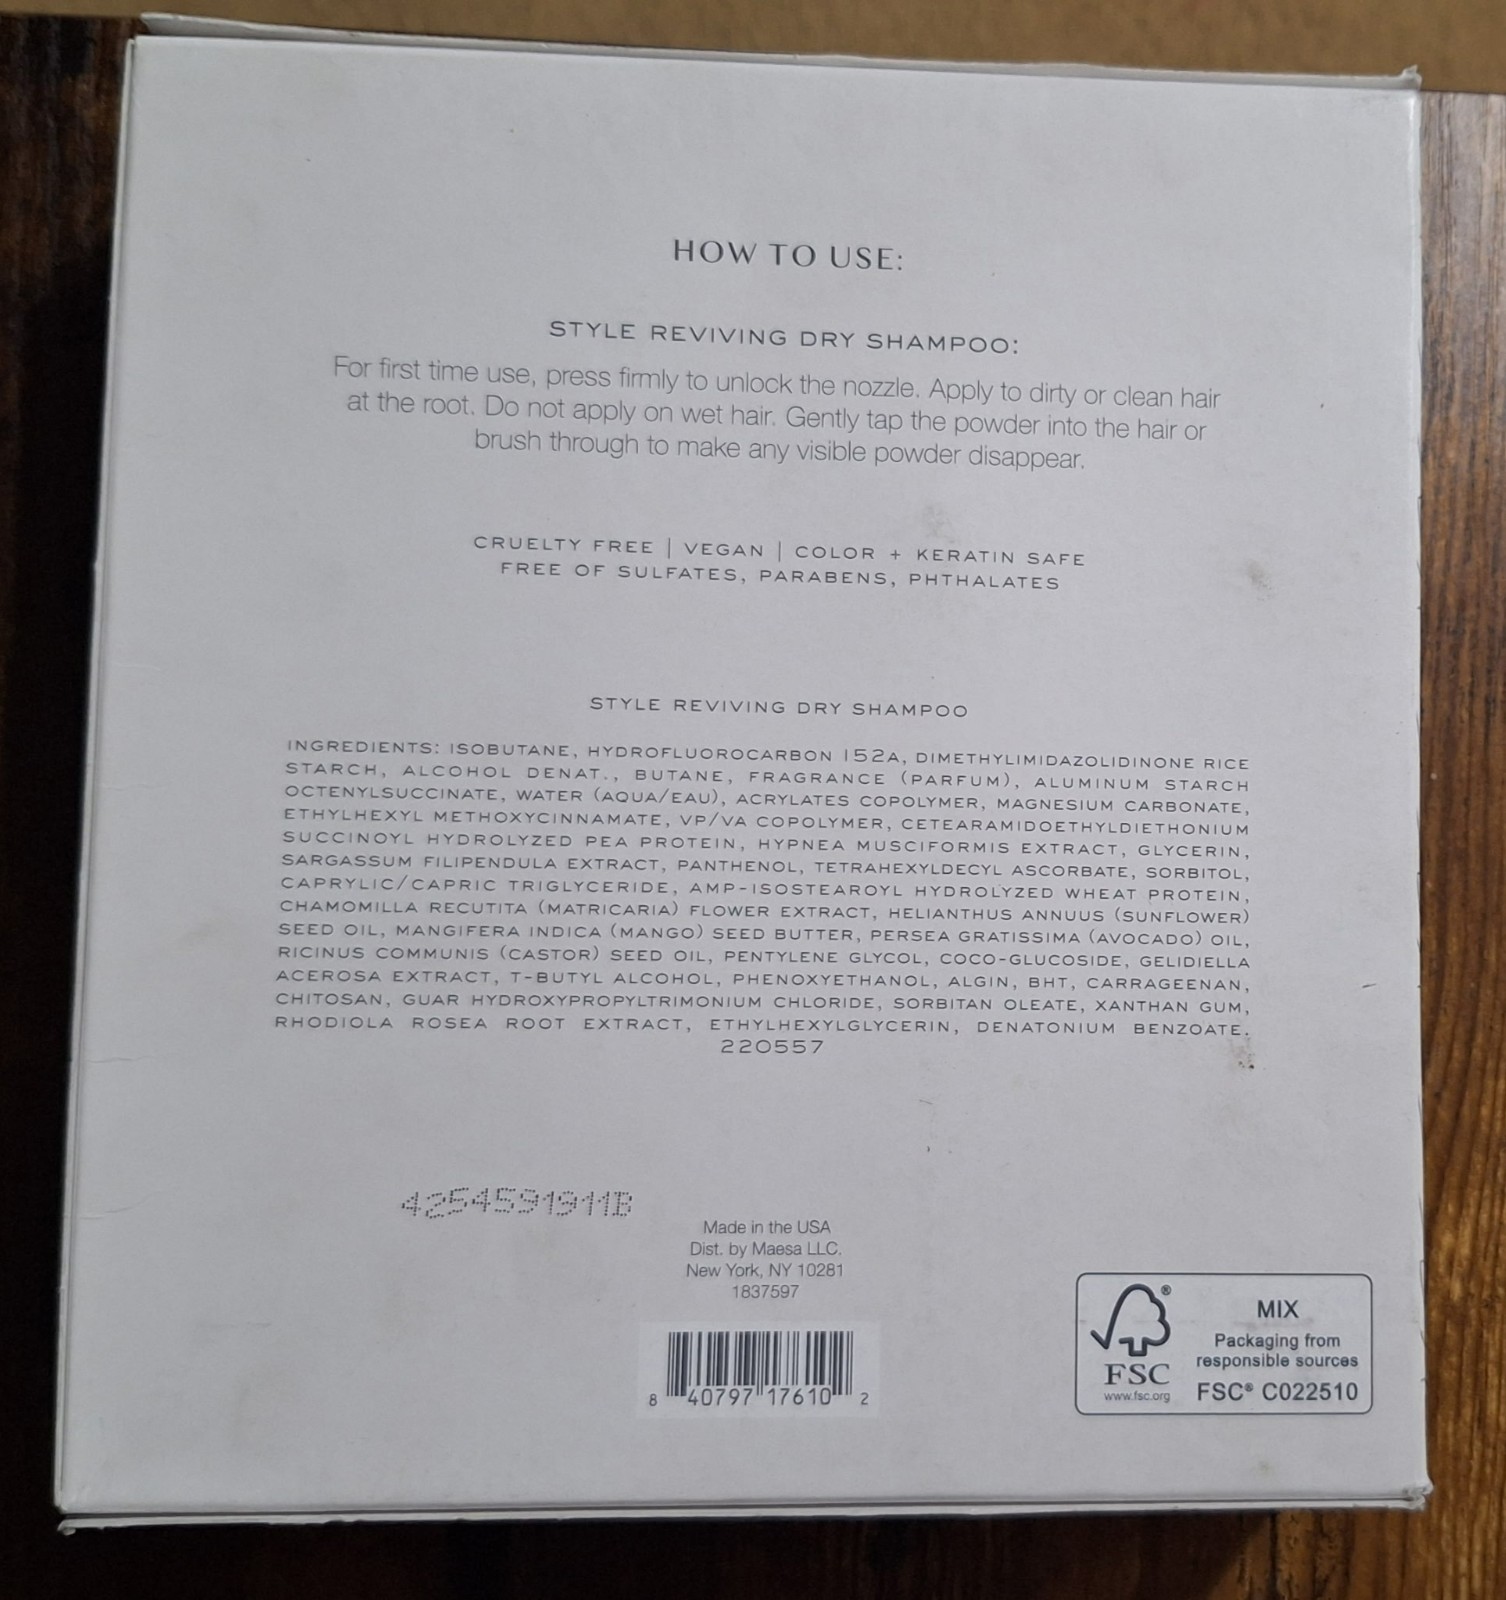 HOW TO USE:
STYLE REVIVING DRY SHAMPOO:
For first time use, press firmly to unlock the nozzle. Apply to dirty or clean hair
at the root. Do not apply on wet hair. Gently tap the powder into the hair or
brush through to make any visible powder disappear.
CRUELTY FREE | VEGAN | COLOR + KERATIN SAFE
FREE OF SULFATES, PARABENS, PHTHALATES
STYLE REVIVING DRY SHAMPOO
INGREDIENTS: ISOBUTANE, HYDROFLUOROCARBON 152A, DIMETHYLIMIDAZOLIDINONE RICE
STARCH, ALCOHOL DENAT., BUTANE, FRAGRANCE (PARFUM), ALUMINUM STARCH
OCTENYLSUCCINATE, WATER (AQUA/EAU), ACRYLATES COPOLYMER, MAGNESIUM CARBONATE,
ETHYLHEXYL METHOXYCINNAMATE, VP/VA COPOLYMER, CETEARAMIDOETHYLDIETHONIUM
SUCCINOYL HYDROLYZED PEA PROTEIN, HYPNEA MUSCIFORMIS EXTRACT, GLYCERIN,
SARGASSUM FILIPENDULA EXTRACT, PANTHENOL, TETRAHEXYLDECYL ASCORBATE, SORBITOL,
CAPRYLIC/CAPRIC TRIGLYCERIDE, AMP-ISOSTEAROYL HYDROLYZED WHEAT PROTEIN,
CHAMOMILLA RECUTITA (MATRICARIA) FLOWER EXTRACT, HELIANTHUS ANNUUS (SUNFLOWER)
SEED OIL, MANGIFERA INDICA (MANGO) SEED BUTTER, PERSEA GRATISSIMA (AVOCADO) OIL,
RICINUS COMMUNIS (CASTOR) SEED OIL, PENTYLENE GLYCOL, COCO-GLUCOSIDE, GELIDIELLA
ACEROSA EXTRACT, T-BUTYL ALCOHOL, PHENOXYETHANOL, ALGIN, BHT, CARRAGEENAN,
CHITOSAN, GUAR HYDROXYPROPYLTRIMONIUM CHLORIDE, SORBITAN OLEATE, XANTHAN GUM,
RHODIOLA ROSEA ROOT EXTRACT, ETHYLHEXYLGLYCERIN, DENATONIUM BENZOATE.
220557
4254591911B
Made in the USA
Dist. by Maesa LLC.
New York, NY 10281
1837597
8 40797 17610 2
MIX
Packaging from
responsible sources
FSC® C022510
®
FSC
www.fsc.org